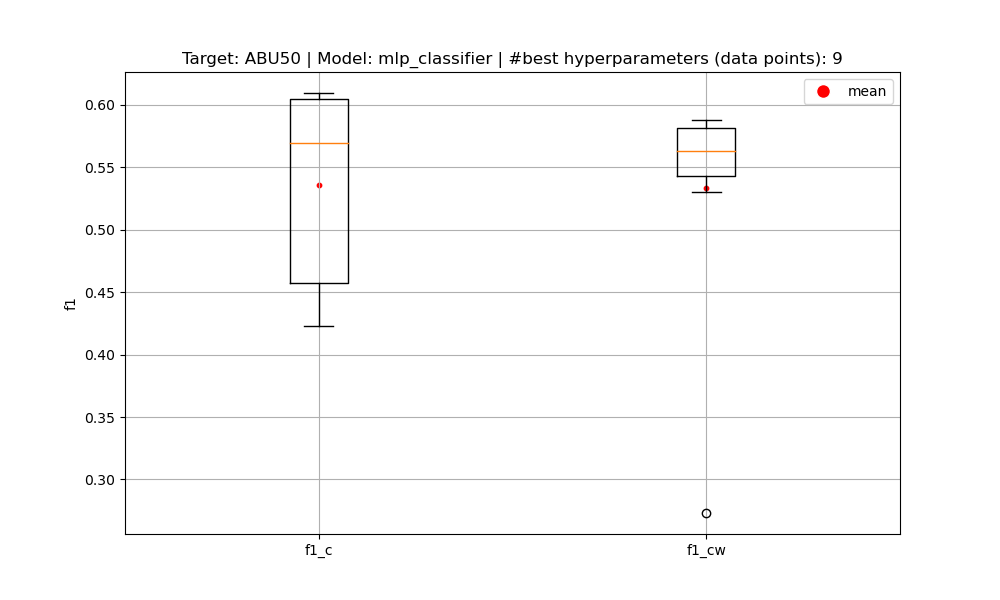 Target: ABU50 | Model: mlp_classifier | #best hyperparameters (data points): 9
mean
0.60
0.55
0.50
0.45
0.40
0.35
0.30
f1
f1_c
f1_cw